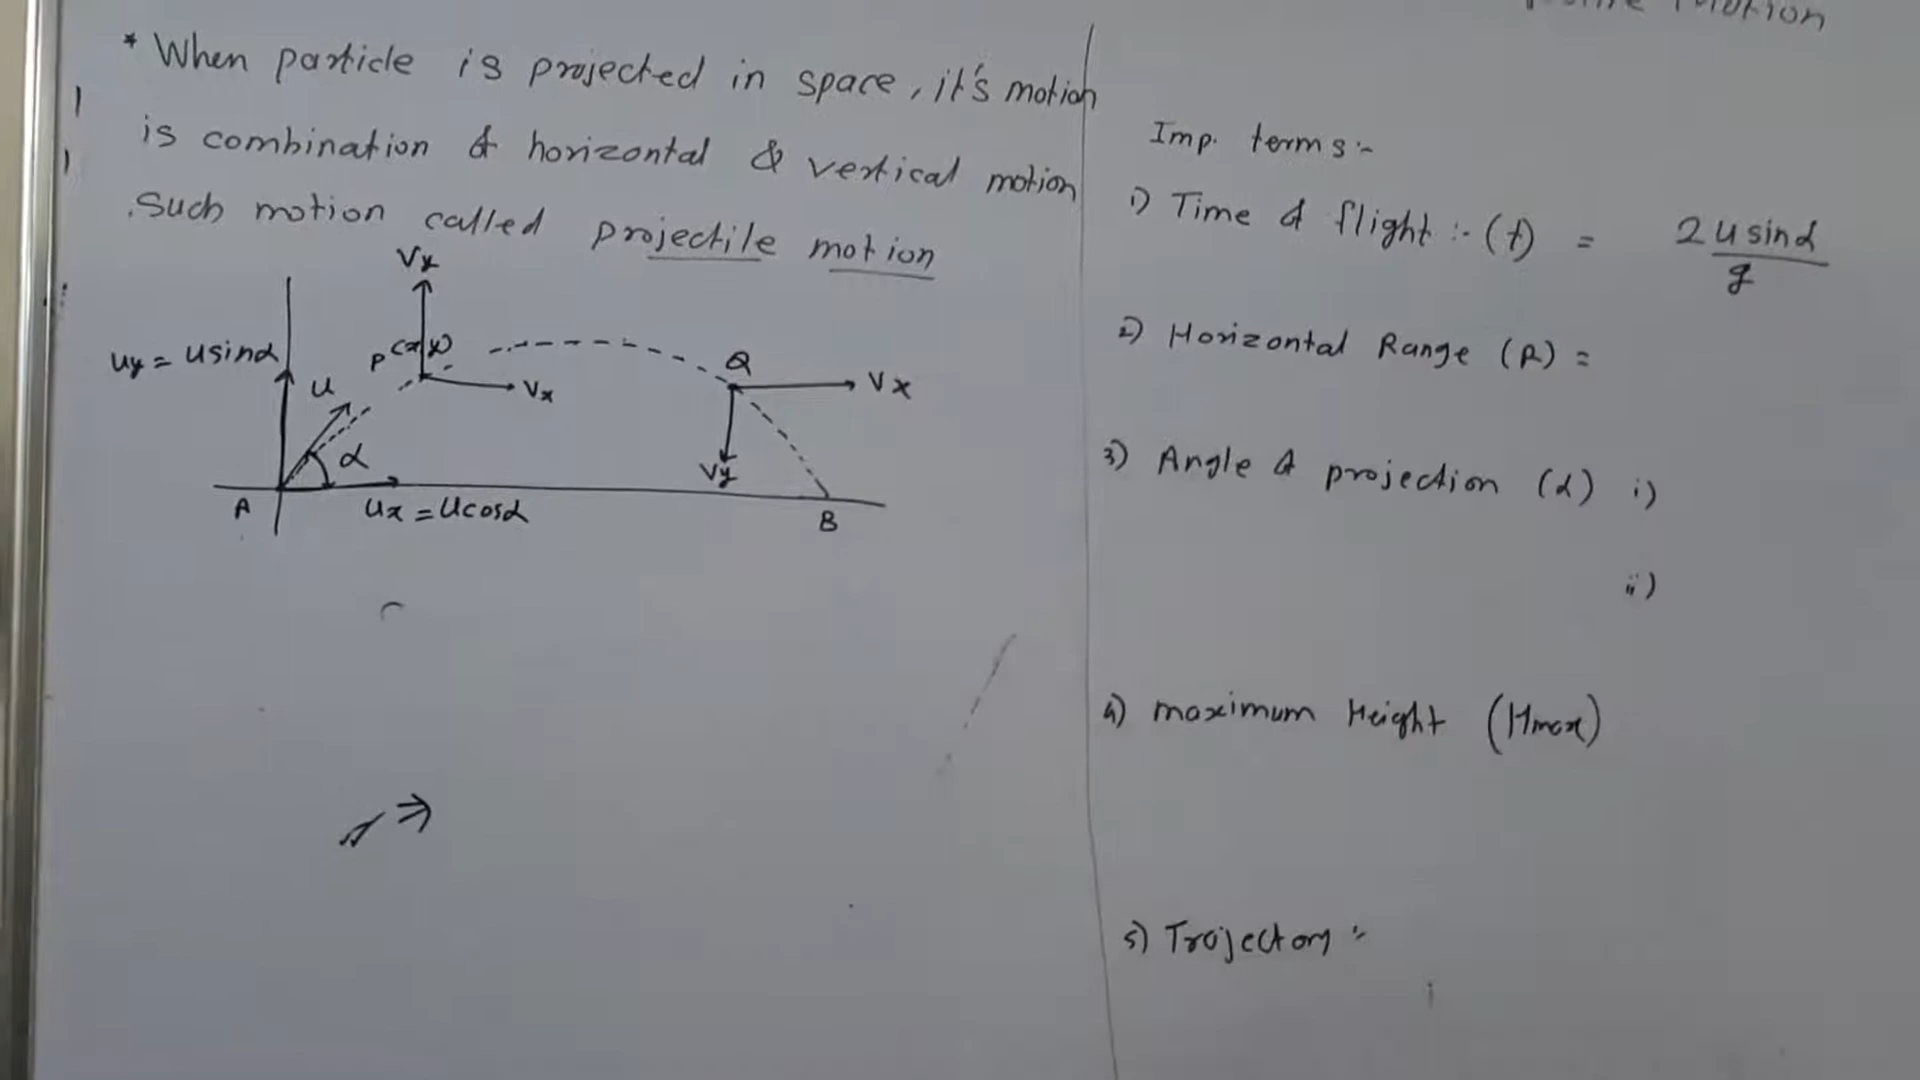 * When particle is projected in space, it's motion
is combination of horizontal & vertical motion
. Such motion called projectile motion
Vy
uy = usinα
P(x,y)
u
Vx
Q
Vx
α
Vy
A
ux = ucosα
B
motion
Imp. terms:-
1) Time of flight :- (t) = 2usinα
g
2) Horizontal Range (R) =
3) Angle of projection (α) i)
ii)
4) maximum Height (Hmax)
5) Trajectory :-